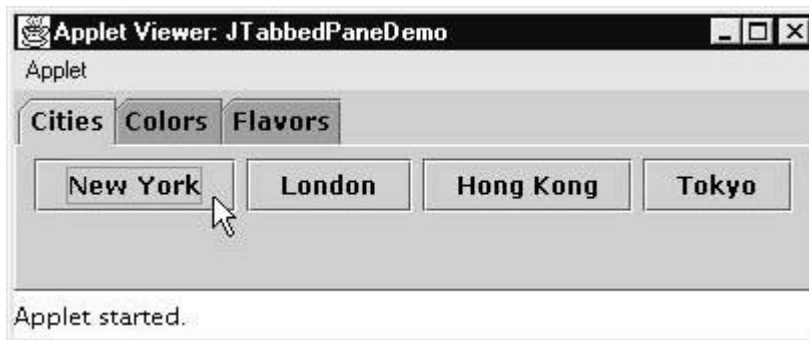 Applet Viewer: JTabbedPaneDemo
Applet
Cities Colors Flavors
New York London Hong Kong Tokyo
Applet started.